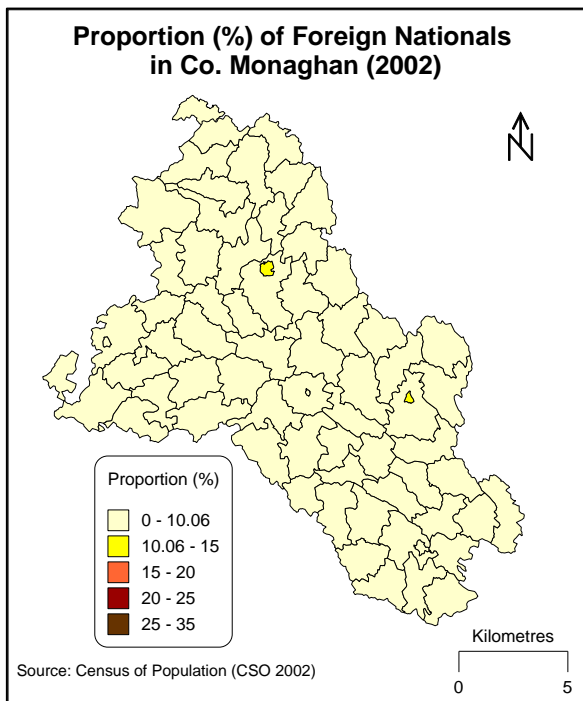 Proportion (%) of Foreign Nationals
in Co. Monaghan (2002)
N
Proportion (%)
0 - 10.06
10.06 - 15
15 - 20
20 - 25
25 - 35
Kilometres
0 5
Source: Census of Population (CSO 2002)